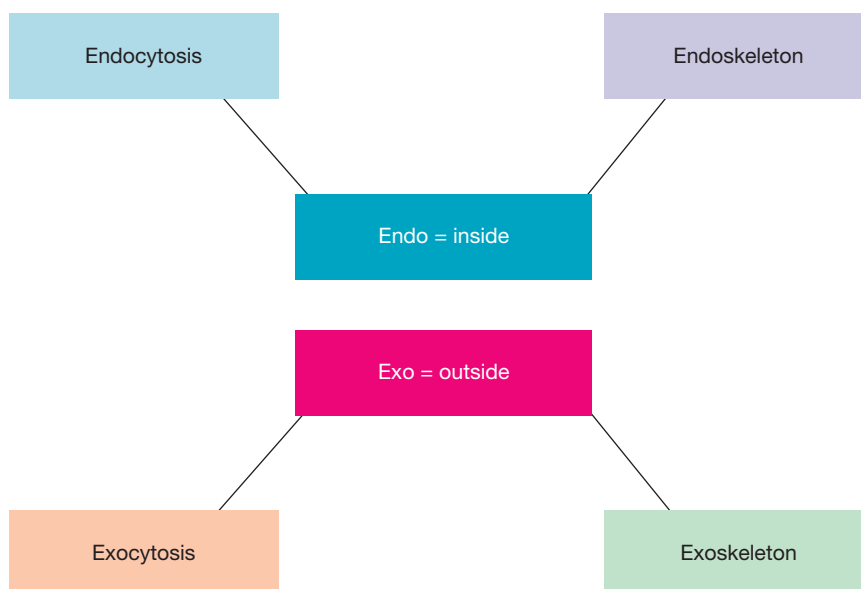 Endocytosis
Endoskeleton
Endo = inside
Exo = outside
Exocytosis
Exoskeleton